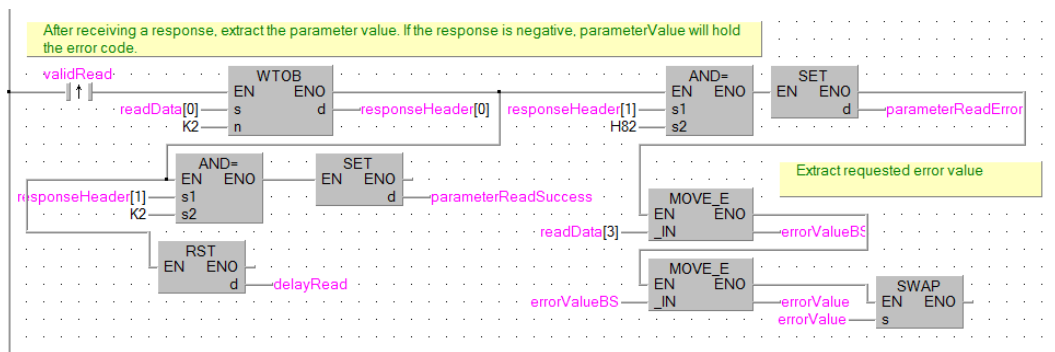 After receiving a response, extract the parameter value. If the response is negative, parameterValue will hold
the error code.
validRead
WTOB
EN ENO
readData[0] s d responseHeader[0]
K2 n
AND=
EN ENO
responseHeader[1] s1
H82 s2
SET
EN ENO
d parameterReadError
AND=
EN ENO
responseHeader[1] s1
K2 s2
SET
EN ENO
d parameterReadSuccess
Extract requested error value
RST
EN ENO
d delayRead
MOVE_E
EN ENO
readData[3] _IN errorValueBS
MOVE_E
EN ENO
errorValueBS _IN errorValue
SWAP
EN ENO
errorValue s